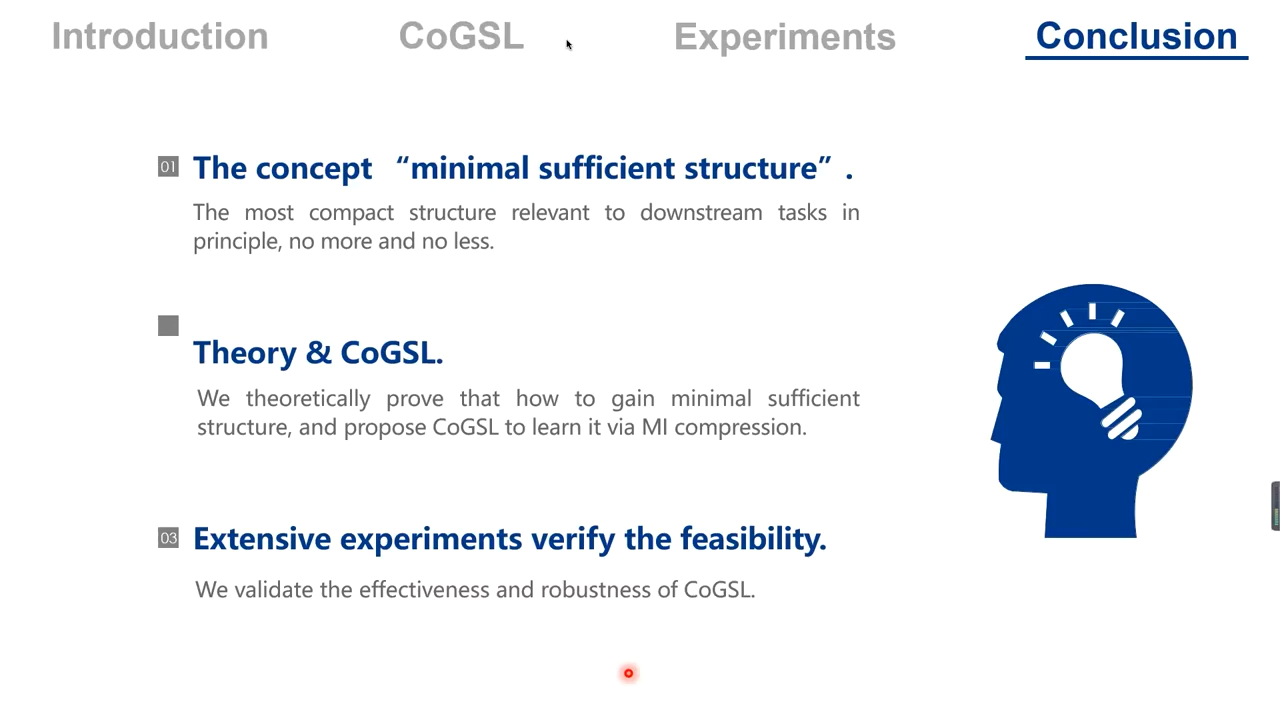 Introduction CoGSL Experiments Conclusion
01 The concept “minimal sufficient structure” .
The most compact structure relevant to downstream tasks in
principle, no more and no less.
Theory & CoGSL.
We theoretically prove that how to gain minimal sufficient
structure, and propose CoGSL to learn it via MI compression.
03 Extensive experiments verify the feasibility.
We validate the effectiveness and robustness of CoGSL.